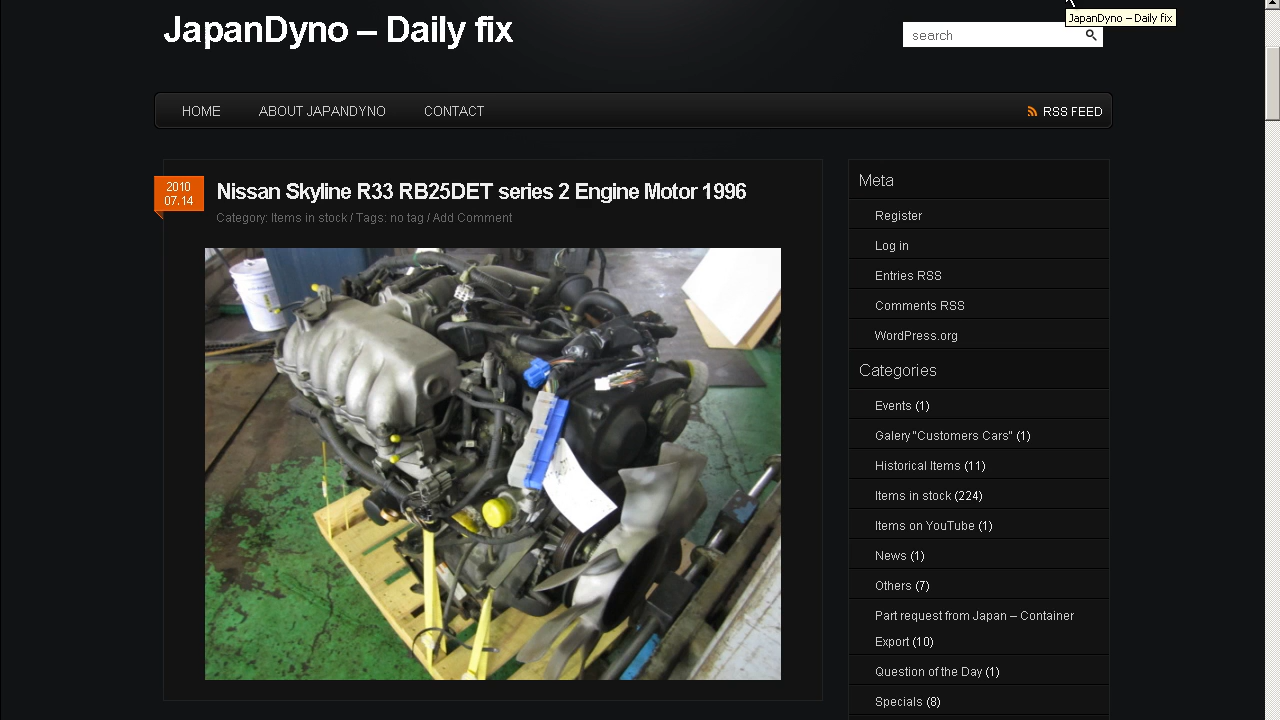 JapanDyno – Daily fix
JapanDyno – Daily fix
search
HOME
ABOUT JAPANDYNO
CONTACT
RSS FEED
2010
07.14
Nissan Skyline R33 RB25DET series 2 Engine Motor 1996
Category: Items in stock / Tags: no tag / Add Comment
Meta
Register
Log in
Entries RSS
Comments RSS
WordPress.org
Categories
Events (1)
Galery"Customers Cars" (1)
Historical Items (11)
Items in stock (224)
Items on YouTube (1)
News (1)
Others (7)
Part request from Japan – Container
Export (10)
Question of the Day (1)
Specials (8)